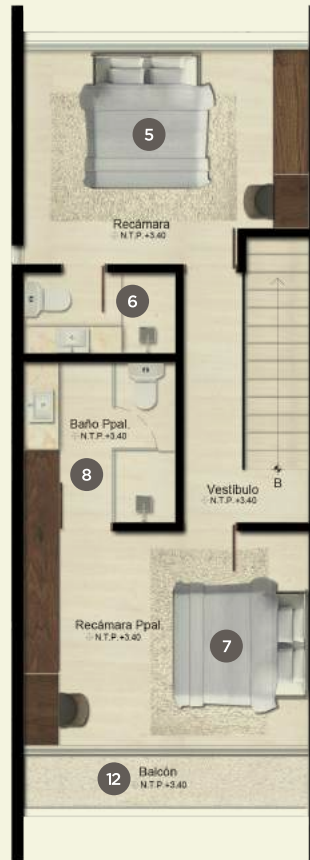 5
Recámara
N.T.P.+3.40
6
Baño Ppal.
N.T.P.+3.40
8
Vestíbulo
N.T.P.+3.40
B
Recámara Ppal.
N.T.P.+3.40
7
12
Balcón
N.T.P.+3.40